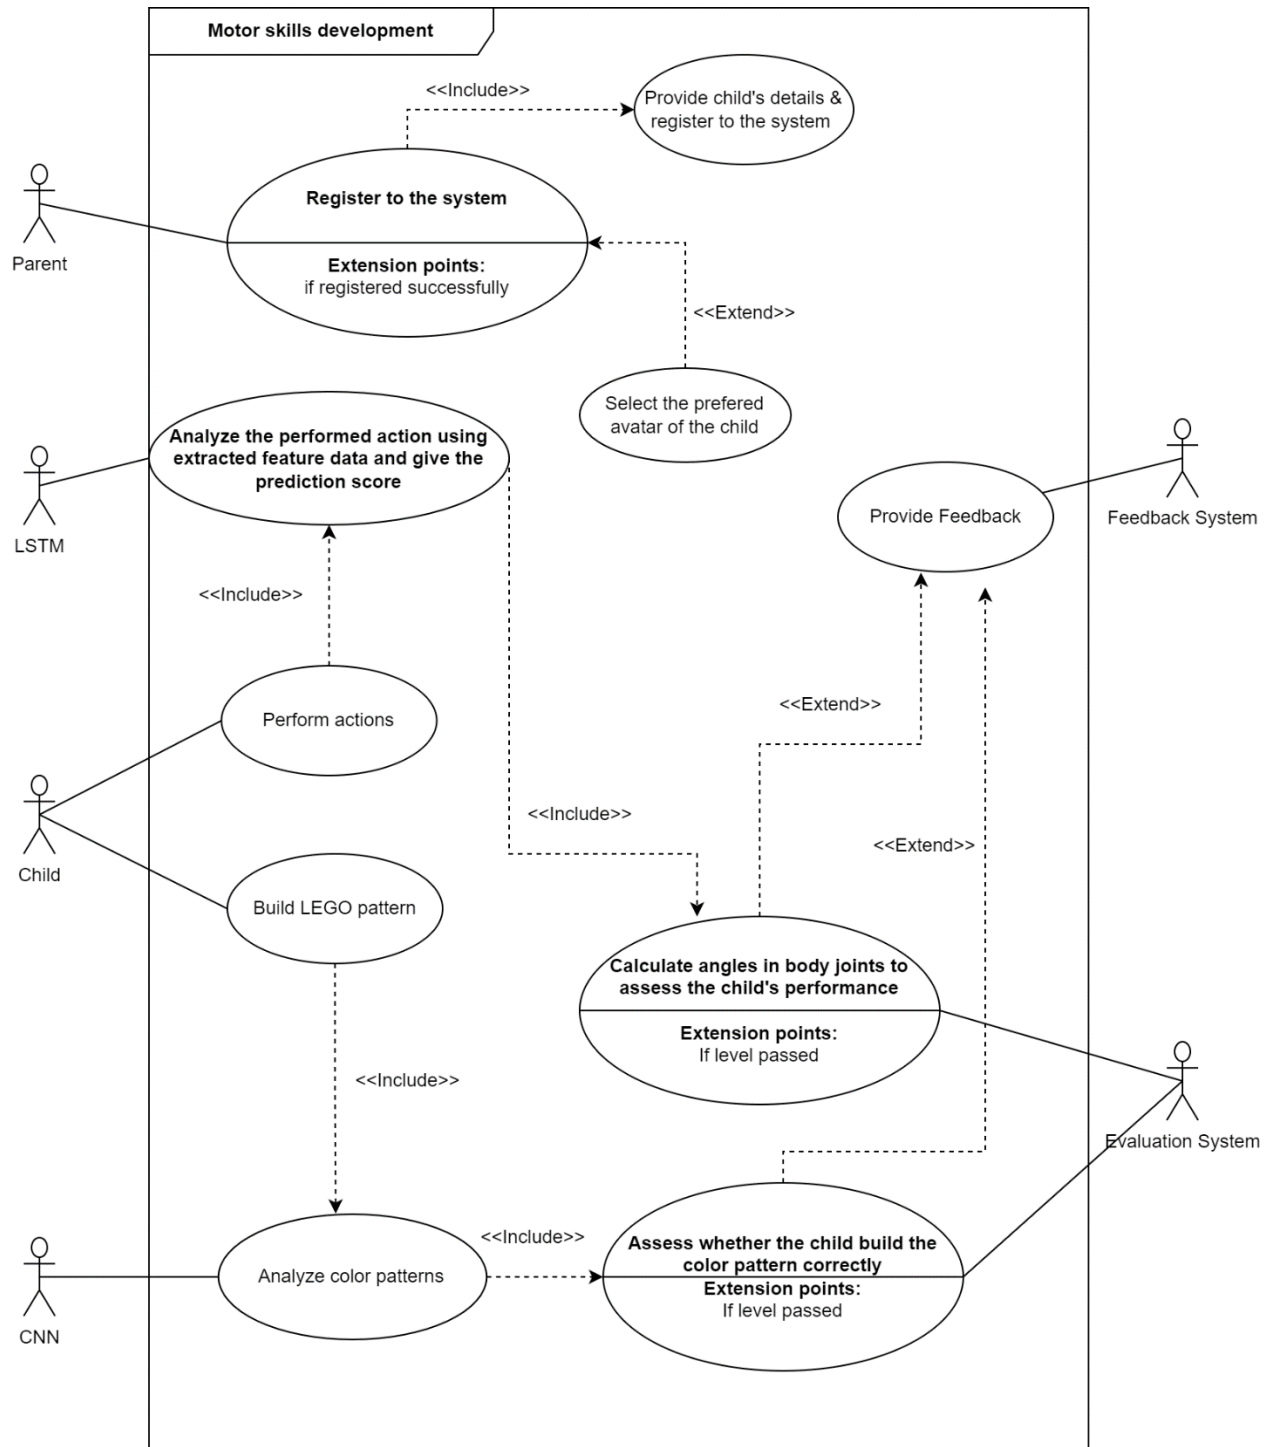 Motor skills development
<<Include>>
Provide child's details &
register to the system
Register to the system
Parent
Extension points:
if registered successfully
<<Extend>>
Select the prefered
avatar of the child
Analyze the performed action using
extracted feature data and give the
prediction score
LSTM
Provide Feedback
Feedback System
<<Include>>
<<Extend>>
Perform actions
<<Include>>
<<Extend>>
Child
Build LEGO pattern
Calculate angles in body joints to
assess the child's performance
Extension points:
If level passed
<<Include>>
Evaluation System
<<Include>>
Assess whether the child build the
color pattern correctly
Analyze color patterns
Extension points:
If level passed
CNN